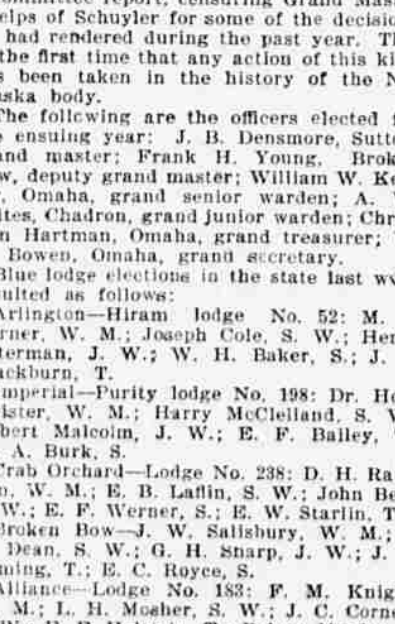 committee report, censuring Grand Mas
elps of Schuyler for some of the decisio
had rendered during the past year. Th
the first time that any action of this ki
s been taken in the history of the N
aska body.
The following are the officers elected f
ensuing year: J. B. Densmore, Sutt
and master; Frank H. Young, Brok
w, deputy grand master; William W. Ke
, Omaha, grand senior warden; A.
ites, Chadron, grand junior warden; Chr
n Hartman, Omaha, grand treasurer;
Bowen, Omaha, grand secretary.
Blue lodge elections in the state last w
ulted as follows:
Arlington—Hiram lodge No. 52: M.
rner, W. M.; Joseph Cole, S. W.; Hen
terman, J. W.; W. H. Baker, S.; J.
ackburn, T.
Imperial—Purity lodge No. 198: Dr. Ho
ister, W. M.; Harry McClelland, S. W
bert Malcolm, J. W.; E. F. Bailey,
A. Burk, S.
Crab Orchard—Lodge No. 238: D. H. Ra
n, W. M.; E. B. Laflin, S. W.; John Be
W.; E. F. Werner, S.; E. W. Starlin, T
Broken Bow—J. W. Salisbury, W. M.;
Dean, S. W.; G. H. Snarp, J. W.; J.
ming, T.; E. C. Royce, S.
Alliance—Lodge No. 183: F. M. Knig
M.; L. H. Mosher, S. W.; J. C. Corne